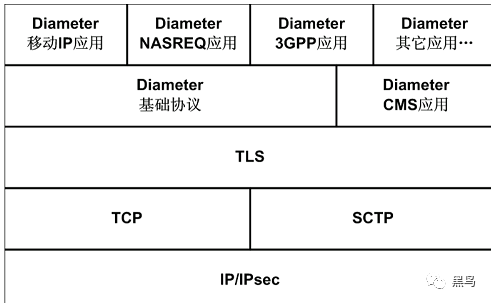 Diameter
移动IP应用
Diameter
NASREQ应用
Diameter
3GPP应用
Diameter
其它应用…
Diameter
基础协议
Diameter
CMS应用
TLS
TCP
SCTP
IP/IPsec
黑鸟